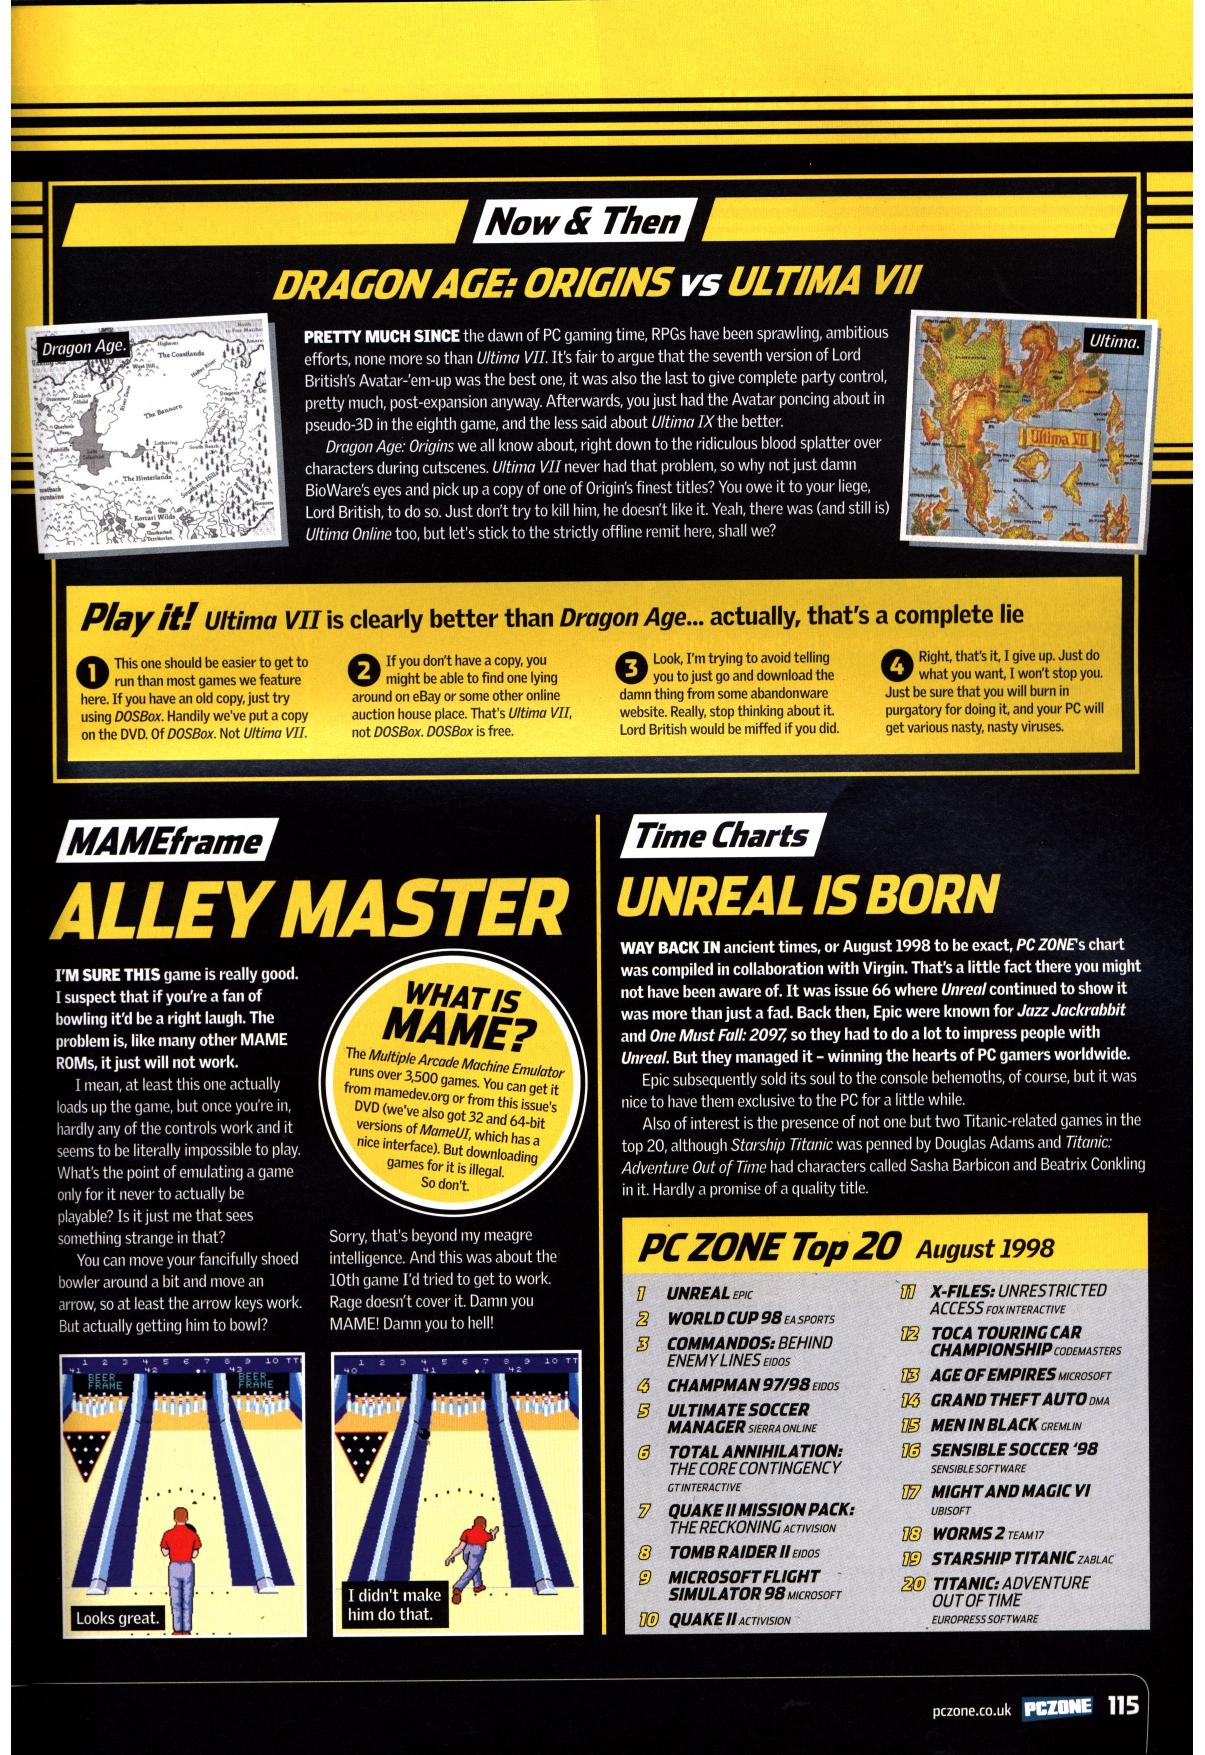 Now & Then
DRAGON AGE: ORIGINS vs ULTIMA VII
Dragon Age.
The Coastlands
The Bannorn
The Hinterlands
Korcari Wilds
PRETTY MUCH SINCE the dawn of PC gaming time, RPGs have been sprawling, ambitious
efforts, none more so than Ultima VII. It's fair to argue that the seventh version of Lord
British's Avatar-'em-up was the best one, it was also the last to give complete party control,
pretty much, post-expansion anyway. Afterwards, you just had the Avatar poncing about in
pseudo-3D in the eighth game, and the less said about Ultima IX the better.
Dragon Age: Origins we all know about, right down to the ridiculous blood splatter over
characters during cutscenes. Ultima VII never had that problem, so why not just damn
BioWare's eyes and pick up a copy of one of Origin's finest titles? You owe it to your liege,
Lord British, to do so. Just don't try to kill him, he doesn't like it. Yeah, there was (and still is)
Ultima Online too, but let's stick to the strictly offline remit here, shall we?
Ultima.
Ultima VII
Play it! Ultima VII is clearly better than Dragon Age... actually, that's a complete lie
1 This one should be easier to get to
run than most games we feature
here. If you have an old copy, just try
using DOSBox. Handily we've put a copy
on the DVD. Of DOSBox. Not Ultima VII.
2 If you don't have a copy, you
might be able to find one lying
around on eBay or some other online
auction house place. That's Ultima VII,
not DOSBox. DOSBox is free.
3 Look, I'm trying to avoid telling
you to just go and download the
damn thing from some abandonware
website. Really, stop thinking about it.
Lord British would be miffed if you did.
4 Right, that's it, I give up. Just do
what you want, I won't stop you.
Just be sure that you will burn in
purgatory for doing it, and your PC will
get various nasty, nasty viruses.
MAMEframe
ALLEY MASTER
I'M SURE THIS game is really good.
I suspect that if you're a fan of
bowling it'd be a right laugh. The
problem is, like many other MAME
ROMs, it just will not work.
I mean, at least this one actually
loads up the game, but once you're in,
hardly any of the controls work and it
seems to be literally impossible to play.
What's the point of emulating a game
only for it never to actually be
playable? Is it just me that sees
something strange in that?
You can move your fancifully shoed
bowler around a bit and move an
arrow, so at least the arrow keys work.
But actually getting him to bowl?
WHAT IS
MAME?
The Multiple Arcade Machine Emulator
runs over 3,500 games. You can get it
from mamedev.org or from this issue's
DVD (we've also got 32 and 64-bit
versions of MameUI, which has a
nice interface). But downloading
games for it is illegal.
So don't.
Sorry, that's beyond my meagre
intelligence. And this was about the
10th game I'd tried to get to work.
Rage doesn't cover it. Damn you
MAME! Damn you to hell!
1 2 3 4 5 6 7 8 9 10 TT
41 42 43
BEER
FRAME
BEER
FRAME
Looks great.
1 2 3 4 5 6 7 8 9 10 TT
40 41 42
I didn't make
him do that.
Time Charts
UNREAL IS BORN
WAY BACK IN ancient times, or August 1998 to be exact, PC ZONE's chart
was compiled in collaboration with Virgin. That's a little fact there you might
not have been aware of. It was issue 66 where Unreal continued to show it
was more than just a fad. Back then, Epic were known for Jazz Jackrabbit
and One Must Fall: 2097, so they had to do a lot to impress people with
Unreal. But they managed it – winning the hearts of PC gamers worldwide.
Epic subsequently sold its soul to the console behemoths, of course, but it was
nice to have them exclusive to the PC for a little while.
Also of interest is the presence of not one but two Titanic-related games in the
top 20, although Starship Titanic was penned by Douglas Adams and Titanic:
Adventure Out of Time had characters called Sasha Barbicon and Beatrix Conkling
in it. Hardly a promise of a quality title.
PC ZONE Top 20 August 1998
1 UNREAL EPIC
2 WORLD CUP 98 EA SPORTS
3 COMMANDOS: BEHIND
ENEMY LINES EIDOS
4 CHAMPMAN 97/98 EIDOS
5 ULTIMATE SOCCER
MANAGER SIERRA ONLINE
6 TOTAL ANNIHILATION:
THE CORE CONTINGENCY
GT INTERACTIVE
7 QUAKE II MISSION PACK:
THE RECKONING ACTIVISION
8 TOMB RAIDER II EIDOS
9 MICROSOFT FLIGHT
SIMULATOR 98 MICROSOFT
10 QUAKE II ACTIVISION
11 X-FILES: UNRESTRICTED
ACCESS FOX INTERACTIVE
12 TOCA TOURING CAR
CHAMPIONSHIP CODEMASTERS
13 AGE OF EMPIRES MICROSOFT
14 GRAND THEFT AUTO DMA
15 MEN IN BLACK GREMLIN
16 SENSIBLE SOCCER '98
SENSIBLE SOFTWARE
17 MIGHT AND MAGIC VI
UBISOFT
18 WORMS 2 TEAM 17
19 STARSHIP TITANIC ZABLAC
20 TITANIC: ADVENTURE
OUT OF TIME
EUROPRESS SOFTWARE
pczone.co.uk PCZONE 115